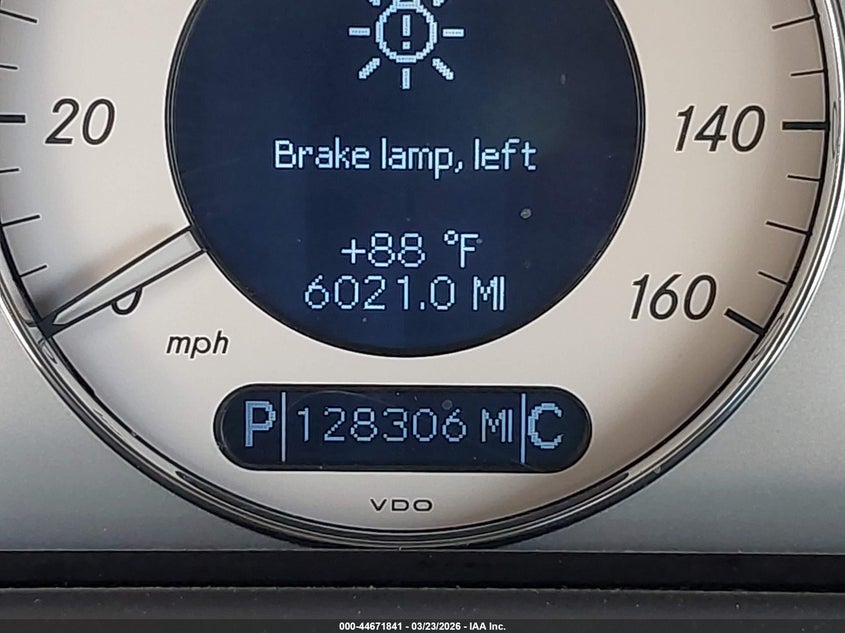 20
140
Brake lamp, left
+88 °F
6021.0 MI
0
160
mph
P 128306 MI C
VDO
000-44671841 - 03/23/2026 - IAA Inc.